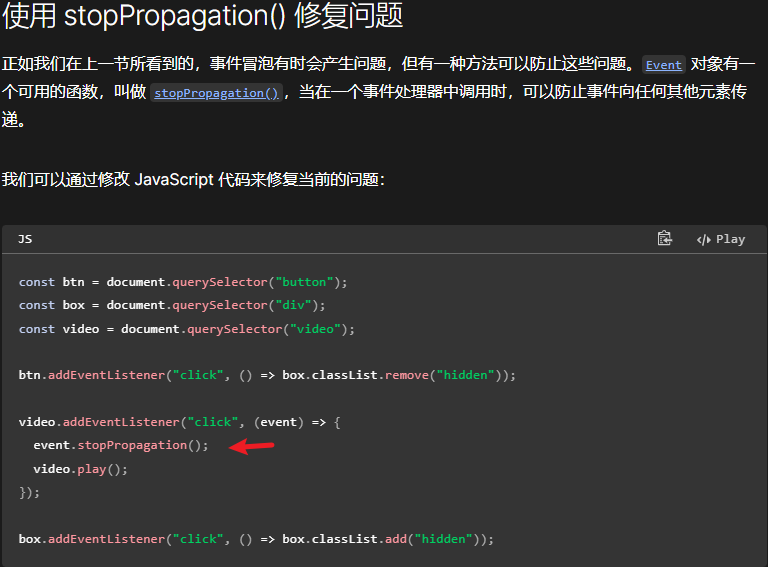 使用 stopPropagation() 修复问题
正如我们在上一节所看到的，事件冒泡有时会产生问题，但有一种方法可以防止这些问题。Event 对象有一
个可用的函数，叫做 stopPropagation()，当在一个事件处理器中调用时，可以防止事件向任何其他元素传
递。
我们可以通过修改 JavaScript 代码来修复当前的问题：
JS Play
const btn = document.querySelector("button");
const box = document.querySelector("div");
const video = document.querySelector("video");
btn.addEventListener("click", () => box.classList.remove("hidden"));
video.addEventListener("click", (event) => {
  event.stopPropagation();
  video.play();
});
box.addEventListener("click", () => box.classList.add("hidden"));